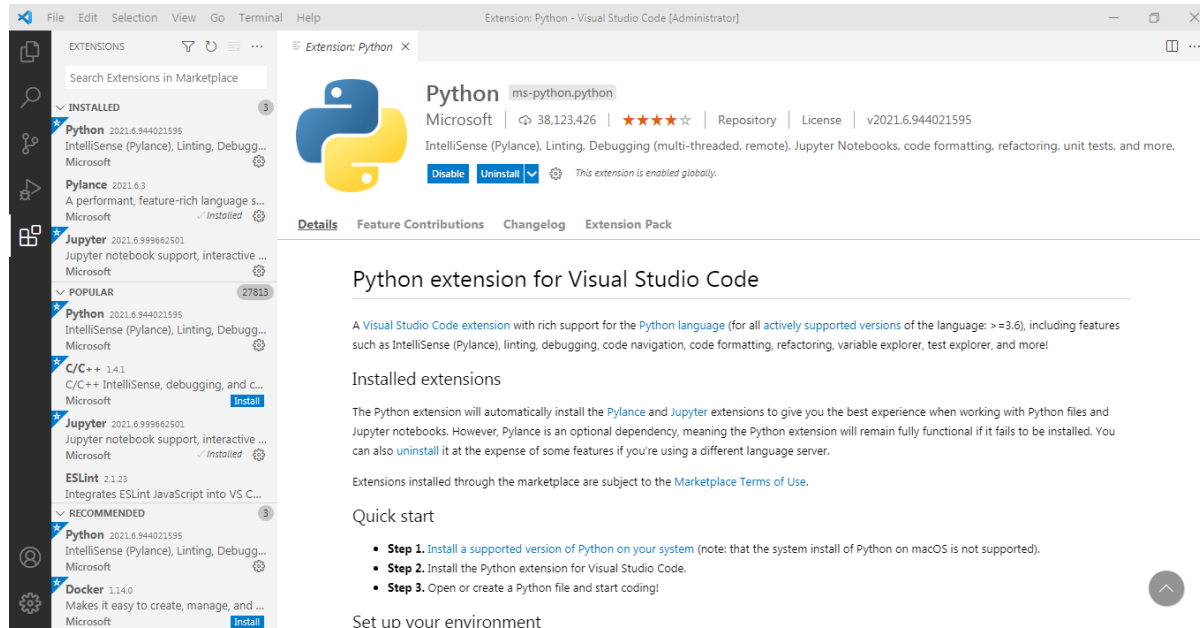 File Edit Selection View Go Terminal Help Extension: Python - Visual Studio Code [Administrator]
EXTENSIONS
Search Extensions in Marketplace
INSTALLED 3
Python 2021.6.944021595
IntelliSense (Pylance), Linting, Debugg...
Microsoft
Pylance 2021.6.3
A performant, feature-rich language s...
Microsoft Installed
Jupyter 2021.6.999662501
Jupyter notebook support, interactive ...
Microsoft
POPULAR 27813
Python 2021.6.944021595
IntelliSense (Pylance), Linting, Debugg...
Microsoft
C/C++ 1.4.1
C/C++ IntelliSense, debugging, and c...
Microsoft Install
Jupyter 2021.6.999662501
Jupyter notebook support, interactive ...
Microsoft Installed
ESLint 2.1.23
Integrates ESLint JavaScript into VS C...
RECOMMENDED 3
Python 2021.6.944021595
IntelliSense (Pylance), Linting, Debugg...
Microsoft
Docker 1.14.0
Makes it easy to create, manage, and ...
Microsoft Install
Extension: Python
Python ms-python.python
Microsoft 38,123,426 Repository License v2021.6.944021595
IntelliSense (Pylance), Linting, Debugging (multi-threaded, remote), Jupyter Notebooks, code formatting, refactoring, unit tests, and more.
Disable Uninstall This extension is enabled globally.
Details Feature Contributions Changelog Extension Pack
Python extension for Visual Studio Code
A Visual Studio Code extension with rich support for the Python language (for all actively supported versions of the language: >=3.6), including features
such as IntelliSense (Pylance), linting, debugging, code navigation, code formatting, refactoring, variable explorer, test explorer, and more!
Installed extensions
The Python extension will automatically install the Pylance and Jupyter extensions to give you the best experience when working with Python files and
Jupyter notebooks. However, Pylance is an optional dependency, meaning the Python extension will remain fully functional if it fails to be installed. You
can also uninstall it at the expense of some features if you're using a different language server.
Extensions installed through the marketplace are subject to the Marketplace Terms of Use.
Quick start
• Step 1. Install a supported version of Python on your system (note: that the system install of Python on macOS is not supported).
• Step 2. Install the Python extension for Visual Studio Code.
• Step 3. Open or create a Python file and start coding!
Set up your environment